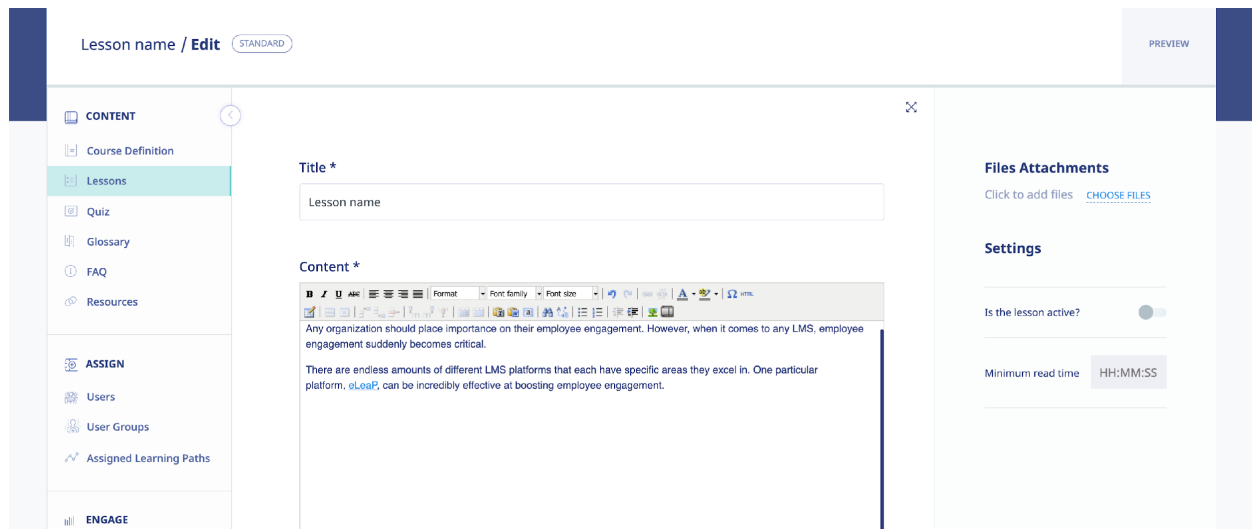 Lesson name / Edit STANDARD
PREVIEW
CONTENT
Course Definition
Lessons
Quiz
Glossary
FAQ
Resources
ASSIGN
Users
User Groups
Assigned Learning Paths
ENGAGE
Title *
Lesson name
Content *
B I U ABC Format Font family Font size A ab Ω HTML
Any organization should place importance on their employee engagement. However, when it comes to any LMS, employee
engagement suddenly becomes critical.
There are endless amounts of different LMS platforms that each have specific areas they excel in. One particular
platform, eLeaP, can be incredibly effective at boosting employee engagement.
Files Attachments
Click to add files CHOOSE FILES
Settings
Is the lesson active?
Minimum read time HH:MM:SS